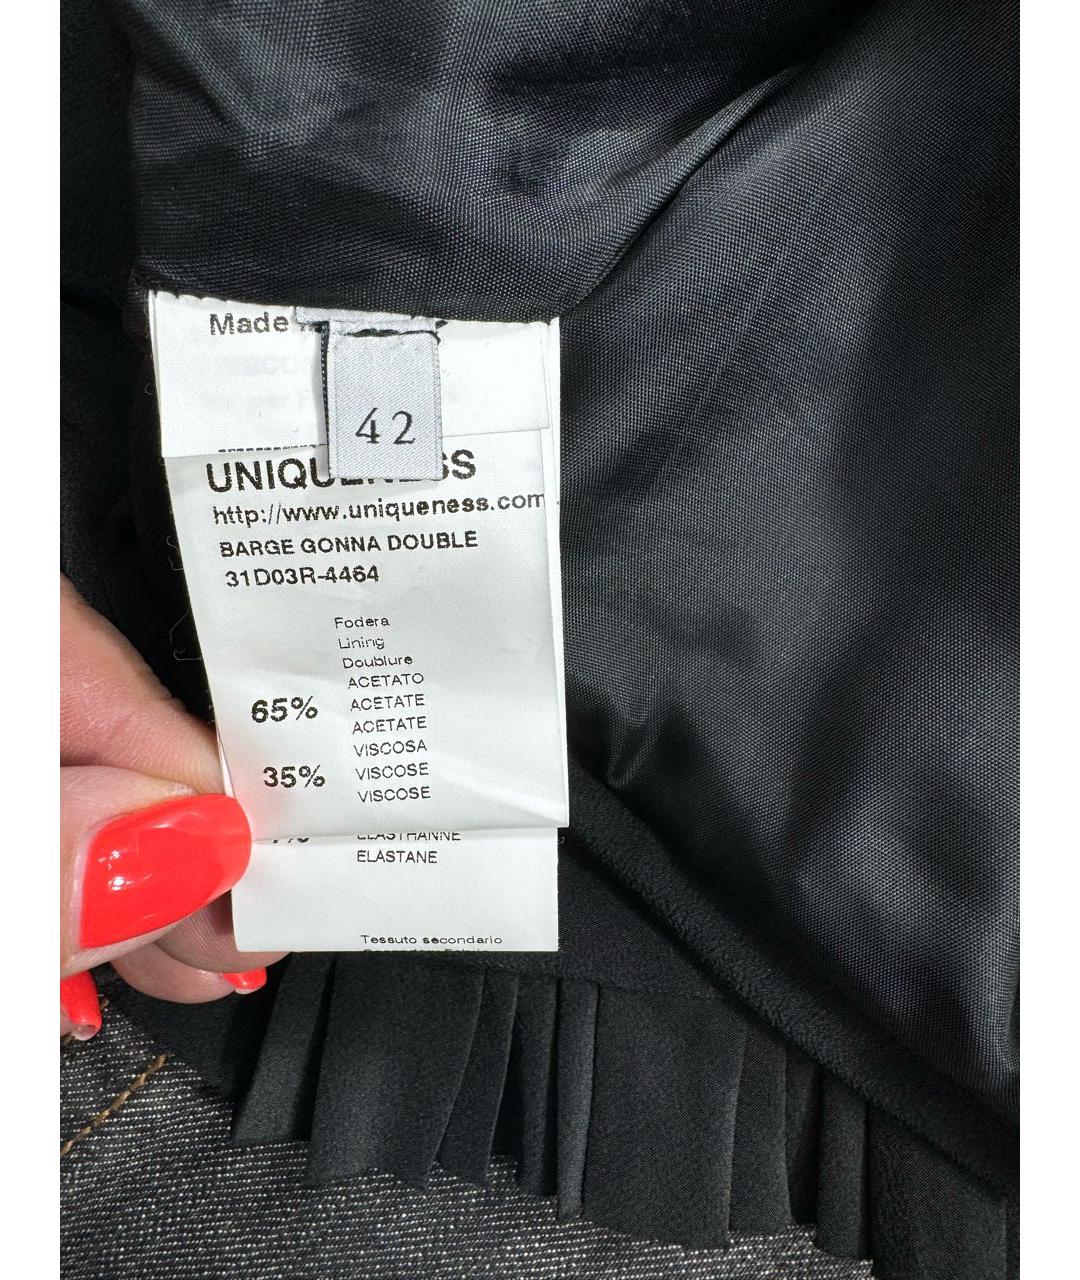 Made
42
UNIQUENESS
http://www.uniqueness.com
BARGE GONNA DOUBLE
31D03R-4464
Fodera
Lining
Doublure
ACETATO
65% ACETATE
ACETATE
VISCOSA
35% VISCOSE
VISCOSE
ELASTHANNE
ELASTANE
Tessuto secondario